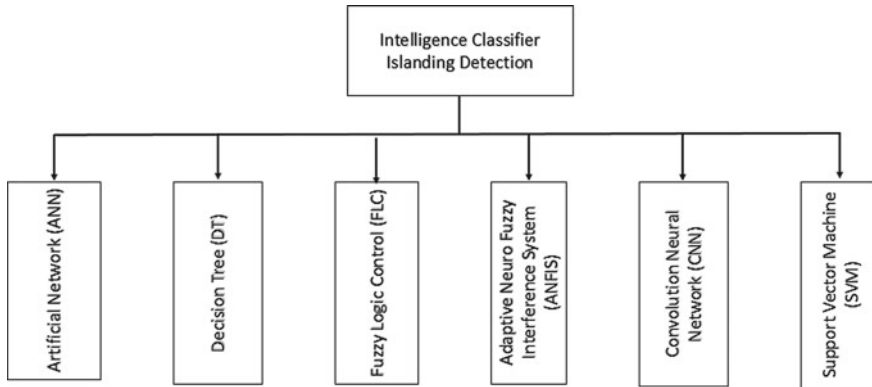 Intelligence Classifier
Islanding Detection
Artificial Network (ANN)
Decision Tree (DT)
Fuzzy Logic Control (FLC)
Adaptive Neuro Fuzzy
Interference System
(ANFIS)
Convolution Neural
Network (CNN)
Support Vector Machine
(SVM)